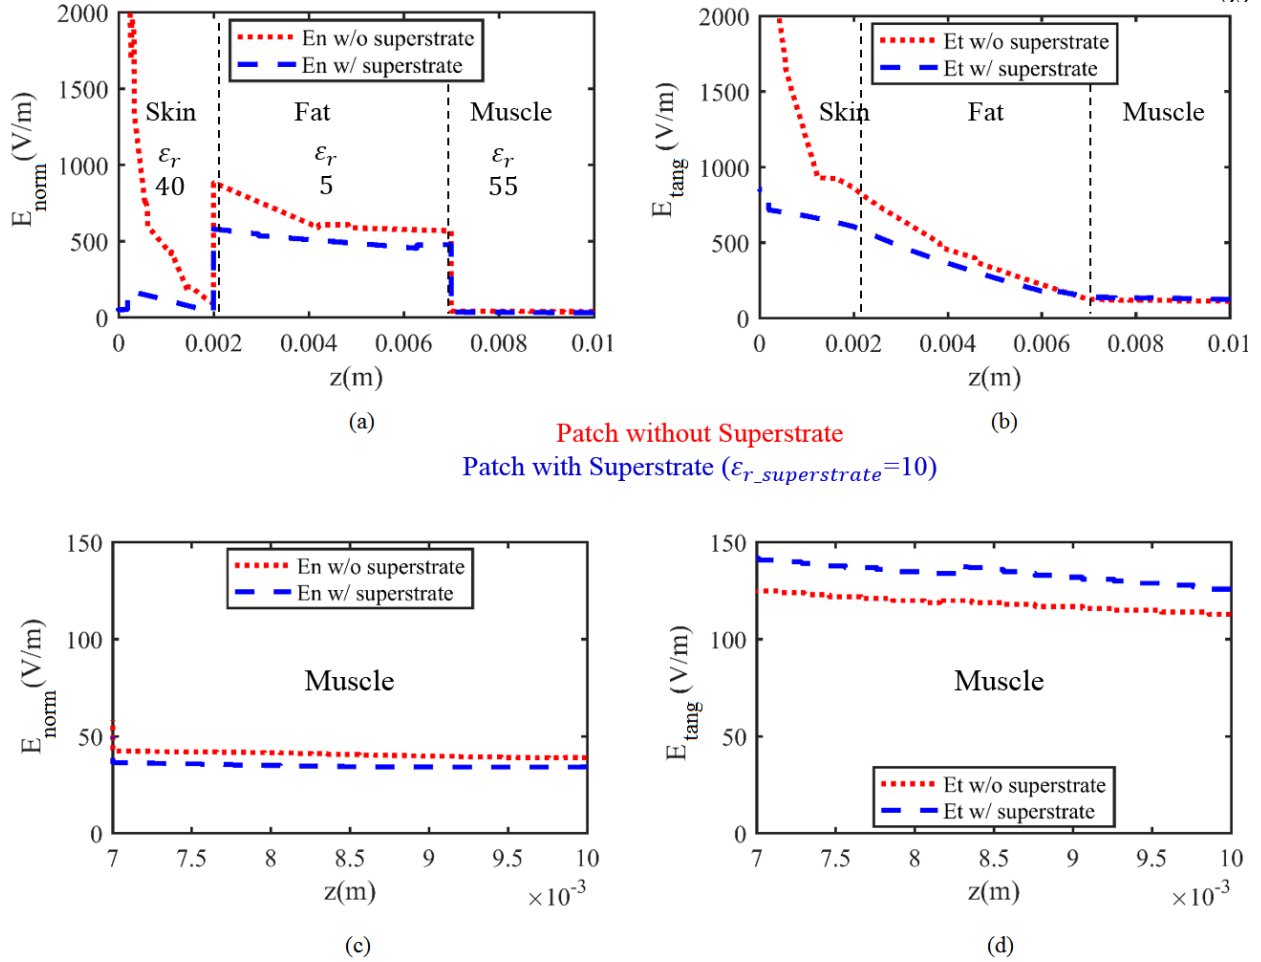 2000
1500
1000
500
0
E_norm (V/m)
En w/o superstrate
En w/ superstrate
Skin
Fat
Muscle
εr
40
εr
5
εr
55
0
0.002
0.004
0.006
0.008
0.01
z(m)
(a)
2000
1500
1000
500
0
E_tang (V/m)
Et w/o superstrate
Et w/ superstrate
Skin
Fat
Muscle
0
0.002
0.004
0.006
0.008
0.01
z(m)
(b)
Patch without Superstrate
Patch with Superstrate (εr_superstrate=10)
150
100
50
0
E_norm (V/m)
En w/o superstrate
En w/ superstrate
Muscle
7
7.5
8
8.5
9
9.5
10
z(m)
×10⁻³
(c)
150
100
50
0
E_tang (V/m)
Muscle
Et w/o superstrate
Et w/ superstrate
7
7.5
8
8.5
9
9.5
10
z(m)
×10⁻³
(d)